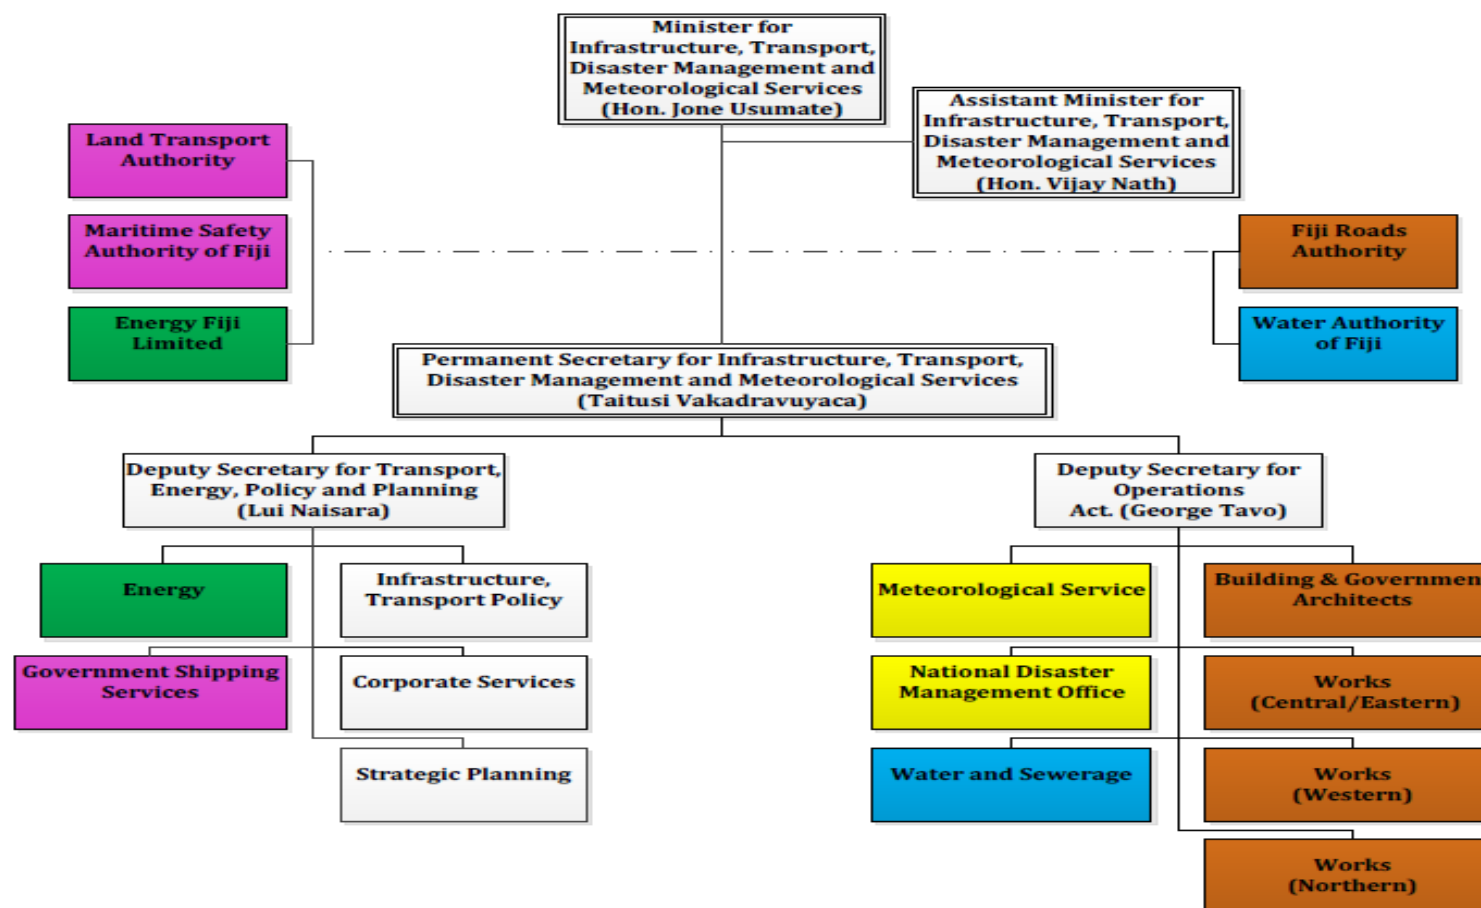 Minister for
Infrastructure, Transport,
Disaster Management and
Meteorological Services
(Hon. Jone Usumate)
Assistant Minister for
Infrastructure, Transport,
Disaster Management and
Meteorological Services
(Hon. Vijay Nath)
Land Transport
Authority
Maritime Safety
Authority of Fiji
Energy Fiji
Limited
Fiji Roads
Authority
Water Authority
of Fiji
Permanent Secretary for Infrastructure, Transport,
Disaster Management and Meteorological Services
(Taitusi Vakadravuyaca)
Deputy Secretary for Transport,
Energy, Policy and Planning
(Lui Naisara)
Deputy Secretary for
Operations
Act. (George Tavo)
Energy
Infrastructure,
Transport Policy
Government Shipping
Services
Corporate Services
Strategic Planning
Meteorological Service
Building & Governmen
Architects
National Disaster
Management Office
Works
(Central/Eastern)
Water and Sewerage
Works
(Western)
Works
(Northern)